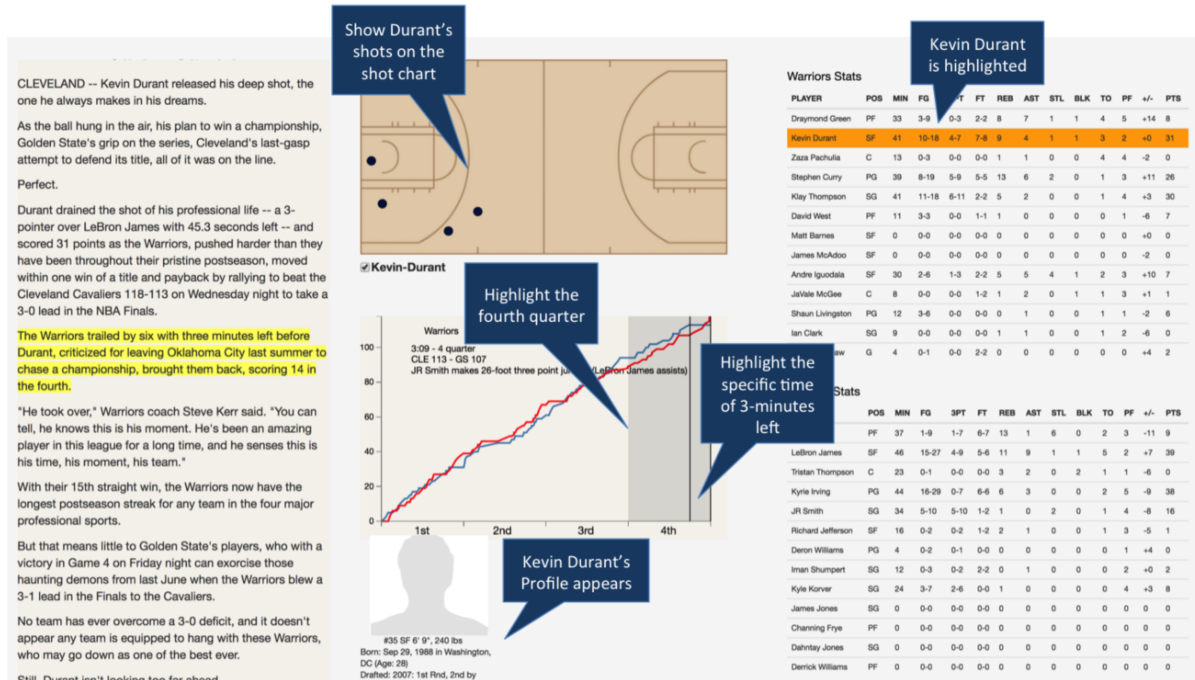 CLEVELAND -- Kevin Durant released his deep shot, the
one he always makes in his dreams.
As the ball hung in the air, his plan to win a championship,
Golden State's grip on the series, Cleveland's last-gasp
attempt to defend its title, all of it was on the line.
Perfect.
Durant drained the shot of his professional life -- a 3-
pointer over LeBron James with 45.3 seconds left -- and
scored 31 points as the Warriors, pushed harder than they
have been throughout their pristine postseason, moved
within one win of a title and payback by rallying to beat the
Cleveland Cavaliers 118-113 on Wednesday night to take a
3-0 lead in the NBA Finals.
The Warriors trailed by six with three minutes left before
Durant, criticized for leaving Oklahoma City last summer to
chase a championship, brought them back, scoring 14 in
the fourth.
"He took over," Warriors coach Steve Kerr said. "You can
tell, he knows this is his moment. He's been an amazing
player in this league for a long time, and he senses this is
his time, his moment, his team."
With their 15th straight win, the Warriors now have the
longest postseason streak for any team in the four major
professional sports.
But that means little to Golden State's players, who with a
victory in Game 4 on Friday night can exorcise those
haunting demons from last June when the Warriors blew a
3-1 lead in the Finals to the Cavaliers.
No team has ever overcome a 3-0 deficit, and it doesn't
appear any team is equipped to hang with these Warriors,
who may go down as one of the best ever.
Still, Durant isn't looking too far ahead.
Show Durant's
shots on the
shot chart
Kevin-Durant
Highlight the
fourth quarter
Warriors
3:09 - 4 quarter
CLE 113 - GS 107
JR Smith makes 26-foot three point (LeBron James assists)
100
80
60
40
20
0
1st 2nd 3rd 4th
Highlight the
specific time
of 3-minutes
left
Kevin Durant's
Profile appears
#35 SF 6' 9", 240 lbs
Born: Sep 29, 1988 in Washington,
DC (Age: 28)
Drafted: 2007: 1st Rnd, 2nd by
Kevin Durant
is highlighted
Warriors Stats
PLAYER POS MIN FG FT REB AST STL BLK TO PF +/- PTS
Draymond Green PF 33 3-9 0-3 2-2 8 7 1 1 4 5 +14 8
Kevin Durant SF 41 10-18 4-7 7-8 9 4 1 1 3 2 +0 31
Zaza Pachulia C 13 0-3 0-0 0-0 1 1 0 0 4 4 -2 0
Stephen Curry PG 39 8-19 5-9 5-5 13 6 2 0 1 3 +11 26
Klay Thompson SG 41 11-18 6-11 2-2 5 2 0 0 1 4 +3 30
David West PF 11 3-3 0-0 1-1 1 0 0 0 0 1 -6 7
Matt Barnes SF 0 0-0 0-0 0-0 0 0 0 0 0 0 +0 0
James McAdoo SF 0 0-0 0-0 0-0 0 0 0 0 0 0 -2 0
Andre Iguodala SF 30 2-6 1-3 2-2 5 5 4 1 2 3 +10 7
JaVale McGee C 8 0-0 0-0 1-2 1 2 0 1 1 3 +1 1
Shaun Livingston PG 12 3-6 0-0 0-0 0 1 0 0 1 1 -2 6
Ian Clark SG 9 0-0 0-0 0-0 1 1 0 0 1 2 -6 0
aw G 4 0-1 0-0 2-2 0 0 0 0 0 0 +4 2
Stats
POS MIN FG 3PT FT REB AST STL BLK TO PF +/- PTS
PF 37 1-9 1-7 6-7 13 1 6 0 2 3 -11 9
LeBron James SF 46 15-27 4-9 5-6 11 9 1 1 5 2 +7 39
Tristan Thompson C 23 0-1 0-0 0-0 3 2 0 2 1 1 -6 0
Kyrie Irving PG 44 16-29 0-7 6-6 6 3 0 0 2 5 -9 38
JR Smith SG 34 5-10 5-10 1-2 1 0 2 0 1 4 -8 16
Richard Jefferson SF 16 0-2 0-2 1-2 2 1 0 0 1 3 -5 1
Deron Williams PG 4 0-2 0-1 0-0 0 0 0 0 0 1 +4 0
Iman Shumpert SG 12 0-3 0-2 2-2 0 1 0 0 0 2 +0 2
Kyle Korver SG 24 3-7 2-6 0-0 1 0 0 0 0 4 +3 8
James Jones SG 0 0-0 0-0 0-0 0 0 0 0 0 0 0 0
Channing Frye PF 0 0-0 0-0 0-0 0 0 0 0 0 0 0 0
Dahntay Jones SG 0 0-0 0-0 0-0 0 0 0 0 0 0 0 0
Derrick Williams PF 0 0-0 0-0 0-0 0 0 0 0 0 0 0 0